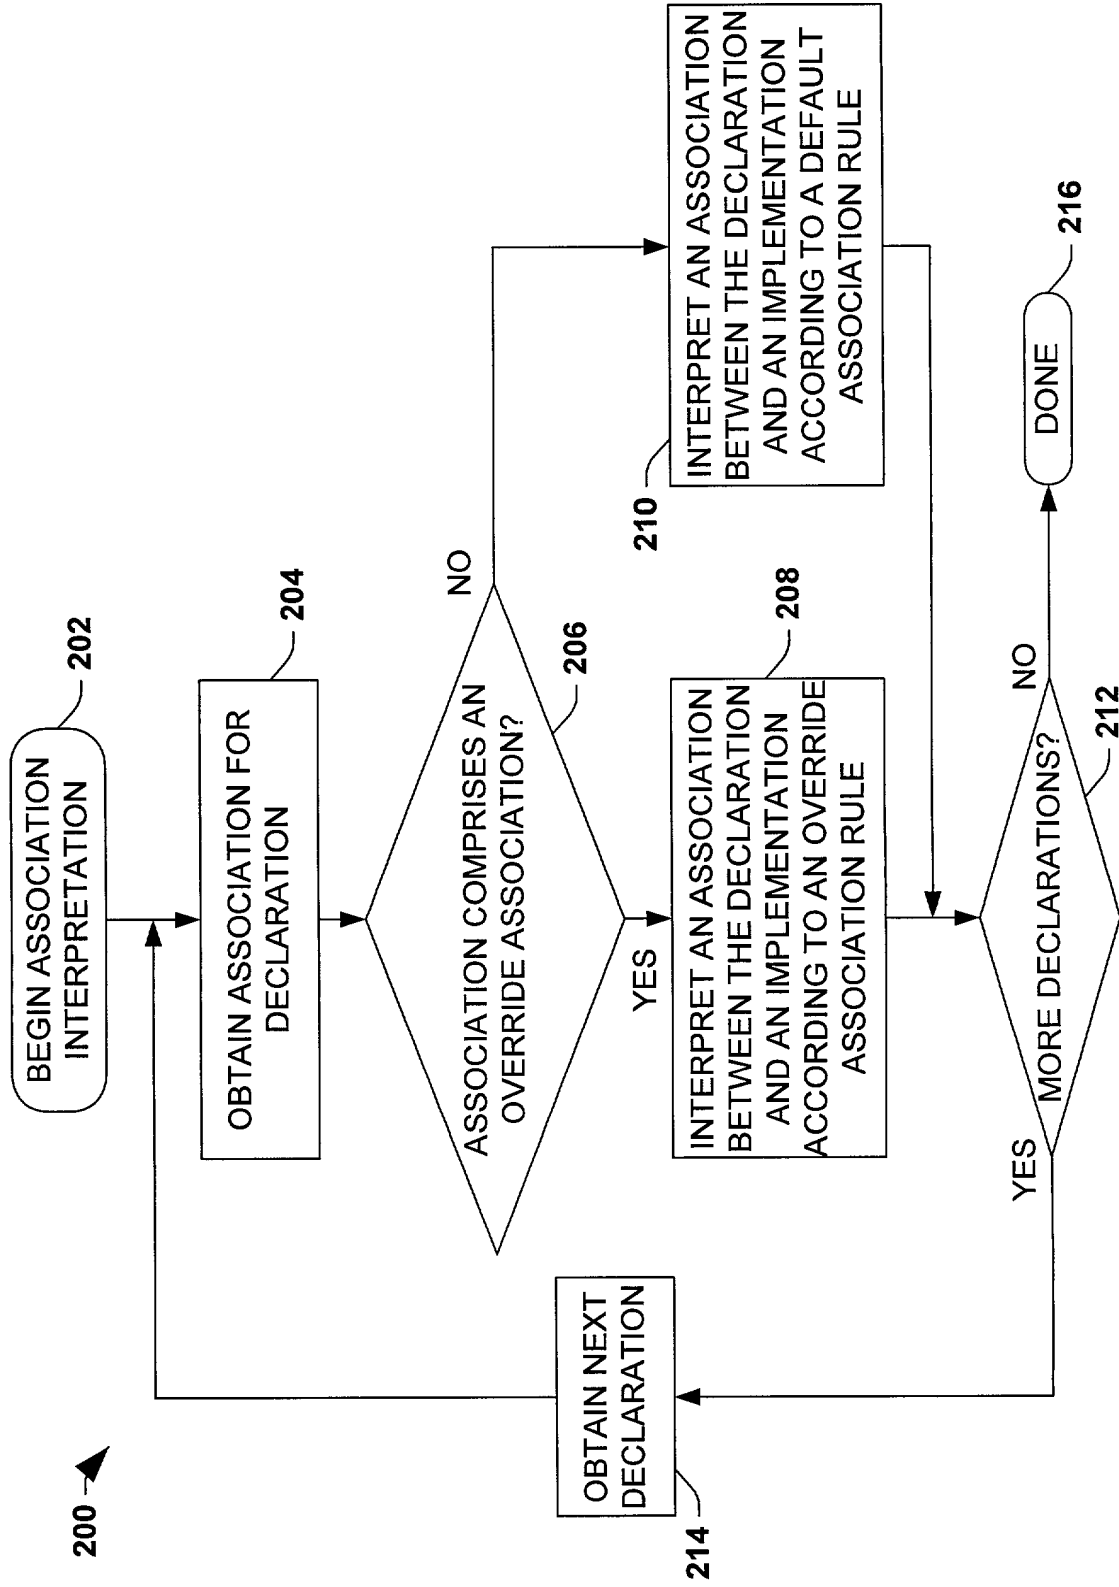 200
BEGIN ASSOCIATION
INTERPRETATION
202
OBTAIN ASSOCIATION FOR
DECLARATION
204
ASSOCIATION COMPRISES AN
OVERRIDE ASSOCIATION?
206
NO
YES
INTERPRET AN ASSOCIATION
BETWEEN THE DECLARATION
AND AN IMPLEMENTATION
ACCORDING TO AN OVERRIDE
ASSOCIATION RULE
208
210
INTERPRET AN ASSOCIATION
BETWEEN THE DECLARATION
AND AN IMPLEMENTATION
ACCORDING TO A DEFAULT
ASSOCIATION RULE
OBTAIN NEXT
DECLARATION
214
YES
MORE DECLARATIONS?
212
NO
DONE
216